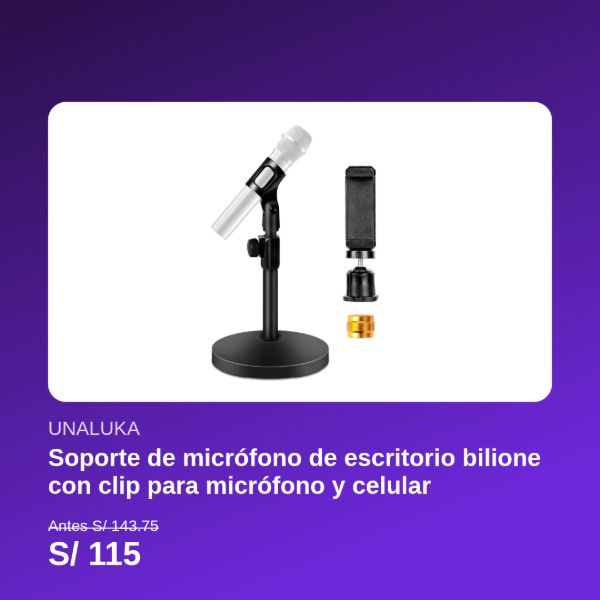 UNALUKA
Soporte de micrófono de escritorio bilione
con clip para micrófono y celular
Antes S/ 143.75
S/ 115